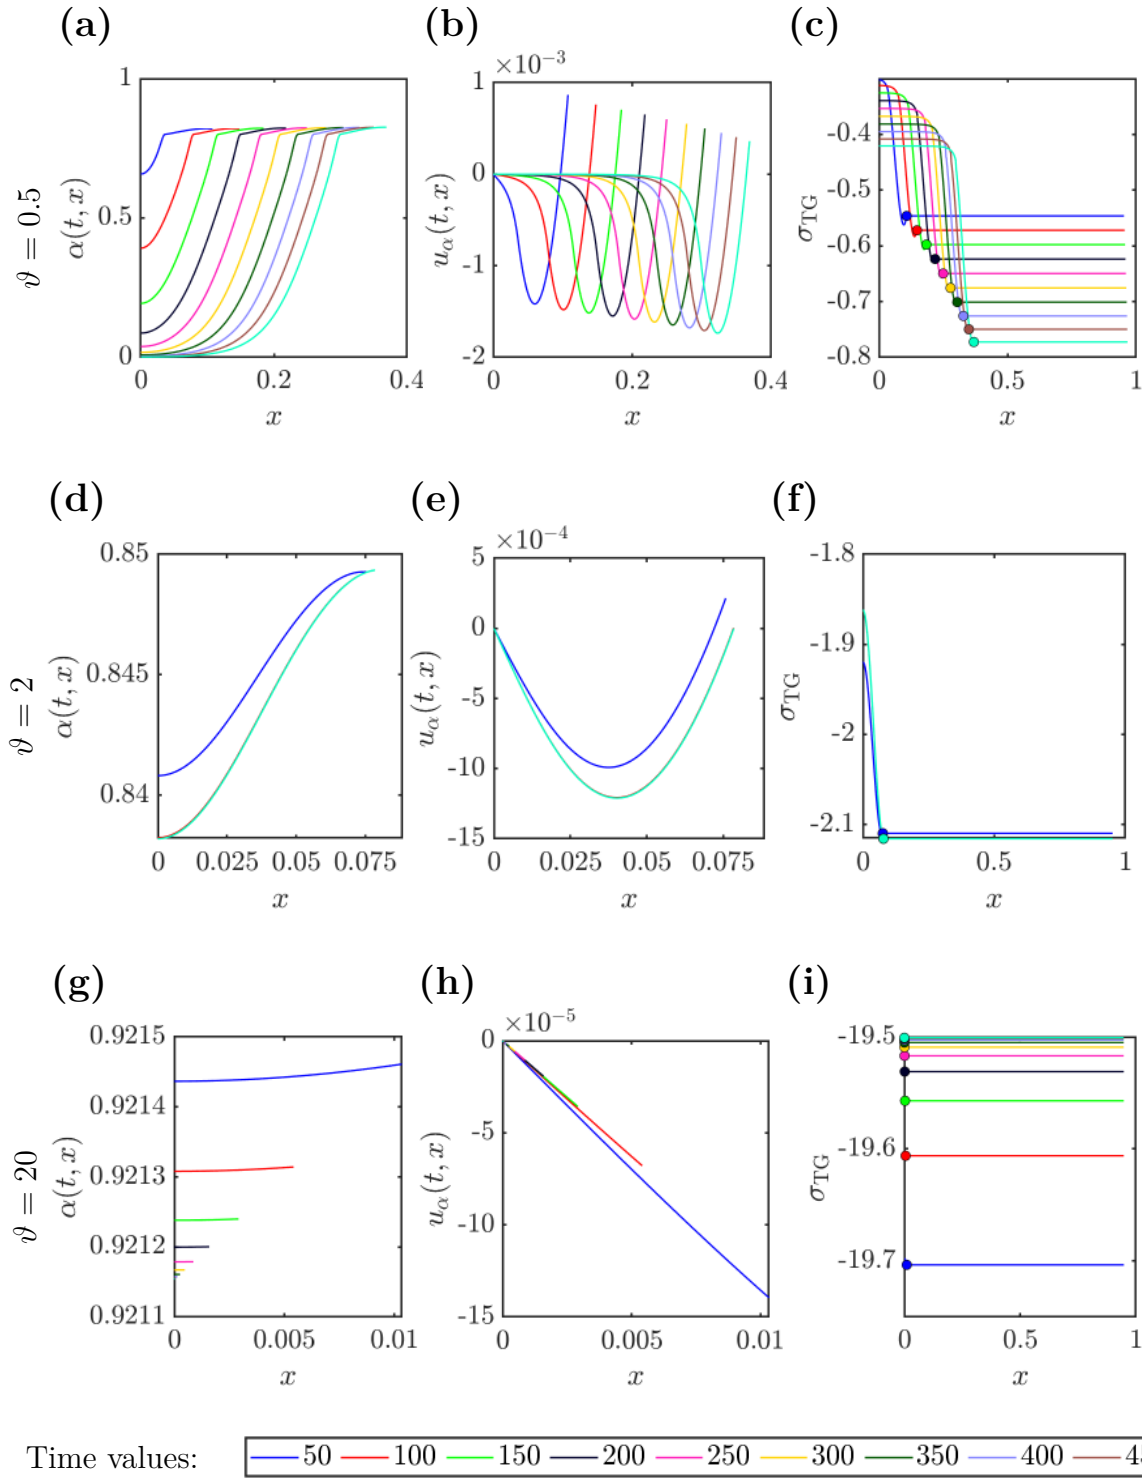 (a) (b) (c)
×10⁻³
1 0.5 0
α(t, x)
ϑ = 0.5
0 0.2 0.4
x
1 0 -1 -2
u_α(t, x)
0 0.2 0.4
x
-0.4 -0.5 -0.6 -0.7 -0.8
σ_TG
0 0.5 1
x
(d) (e) (f)
×10⁻⁴
0.85 0.845 0.84
α(t, x)
ϑ = 2
0 0.025 0.05 0.075
x
5 0 -5 -10 -15
u_α(t, x)
0 0.025 0.05 0.075
x
-1.8 -1.9 -2 -2.1
σ_TG
0 0.5 1
x
(g) (h) (i)
×10⁻⁵
0.9215 0.9214 0.9213 0.9212 0.9211
α(t, x)
ϑ = 20
0 0.005 0.01
x
0 -5 -10 -15
u_α(t, x)
0 0.005 0.01
x
-19.5 -19.6 -19.7
σ_TG
0 0.5 1
x
Time values: 50 100 150 200 250 300 350 400